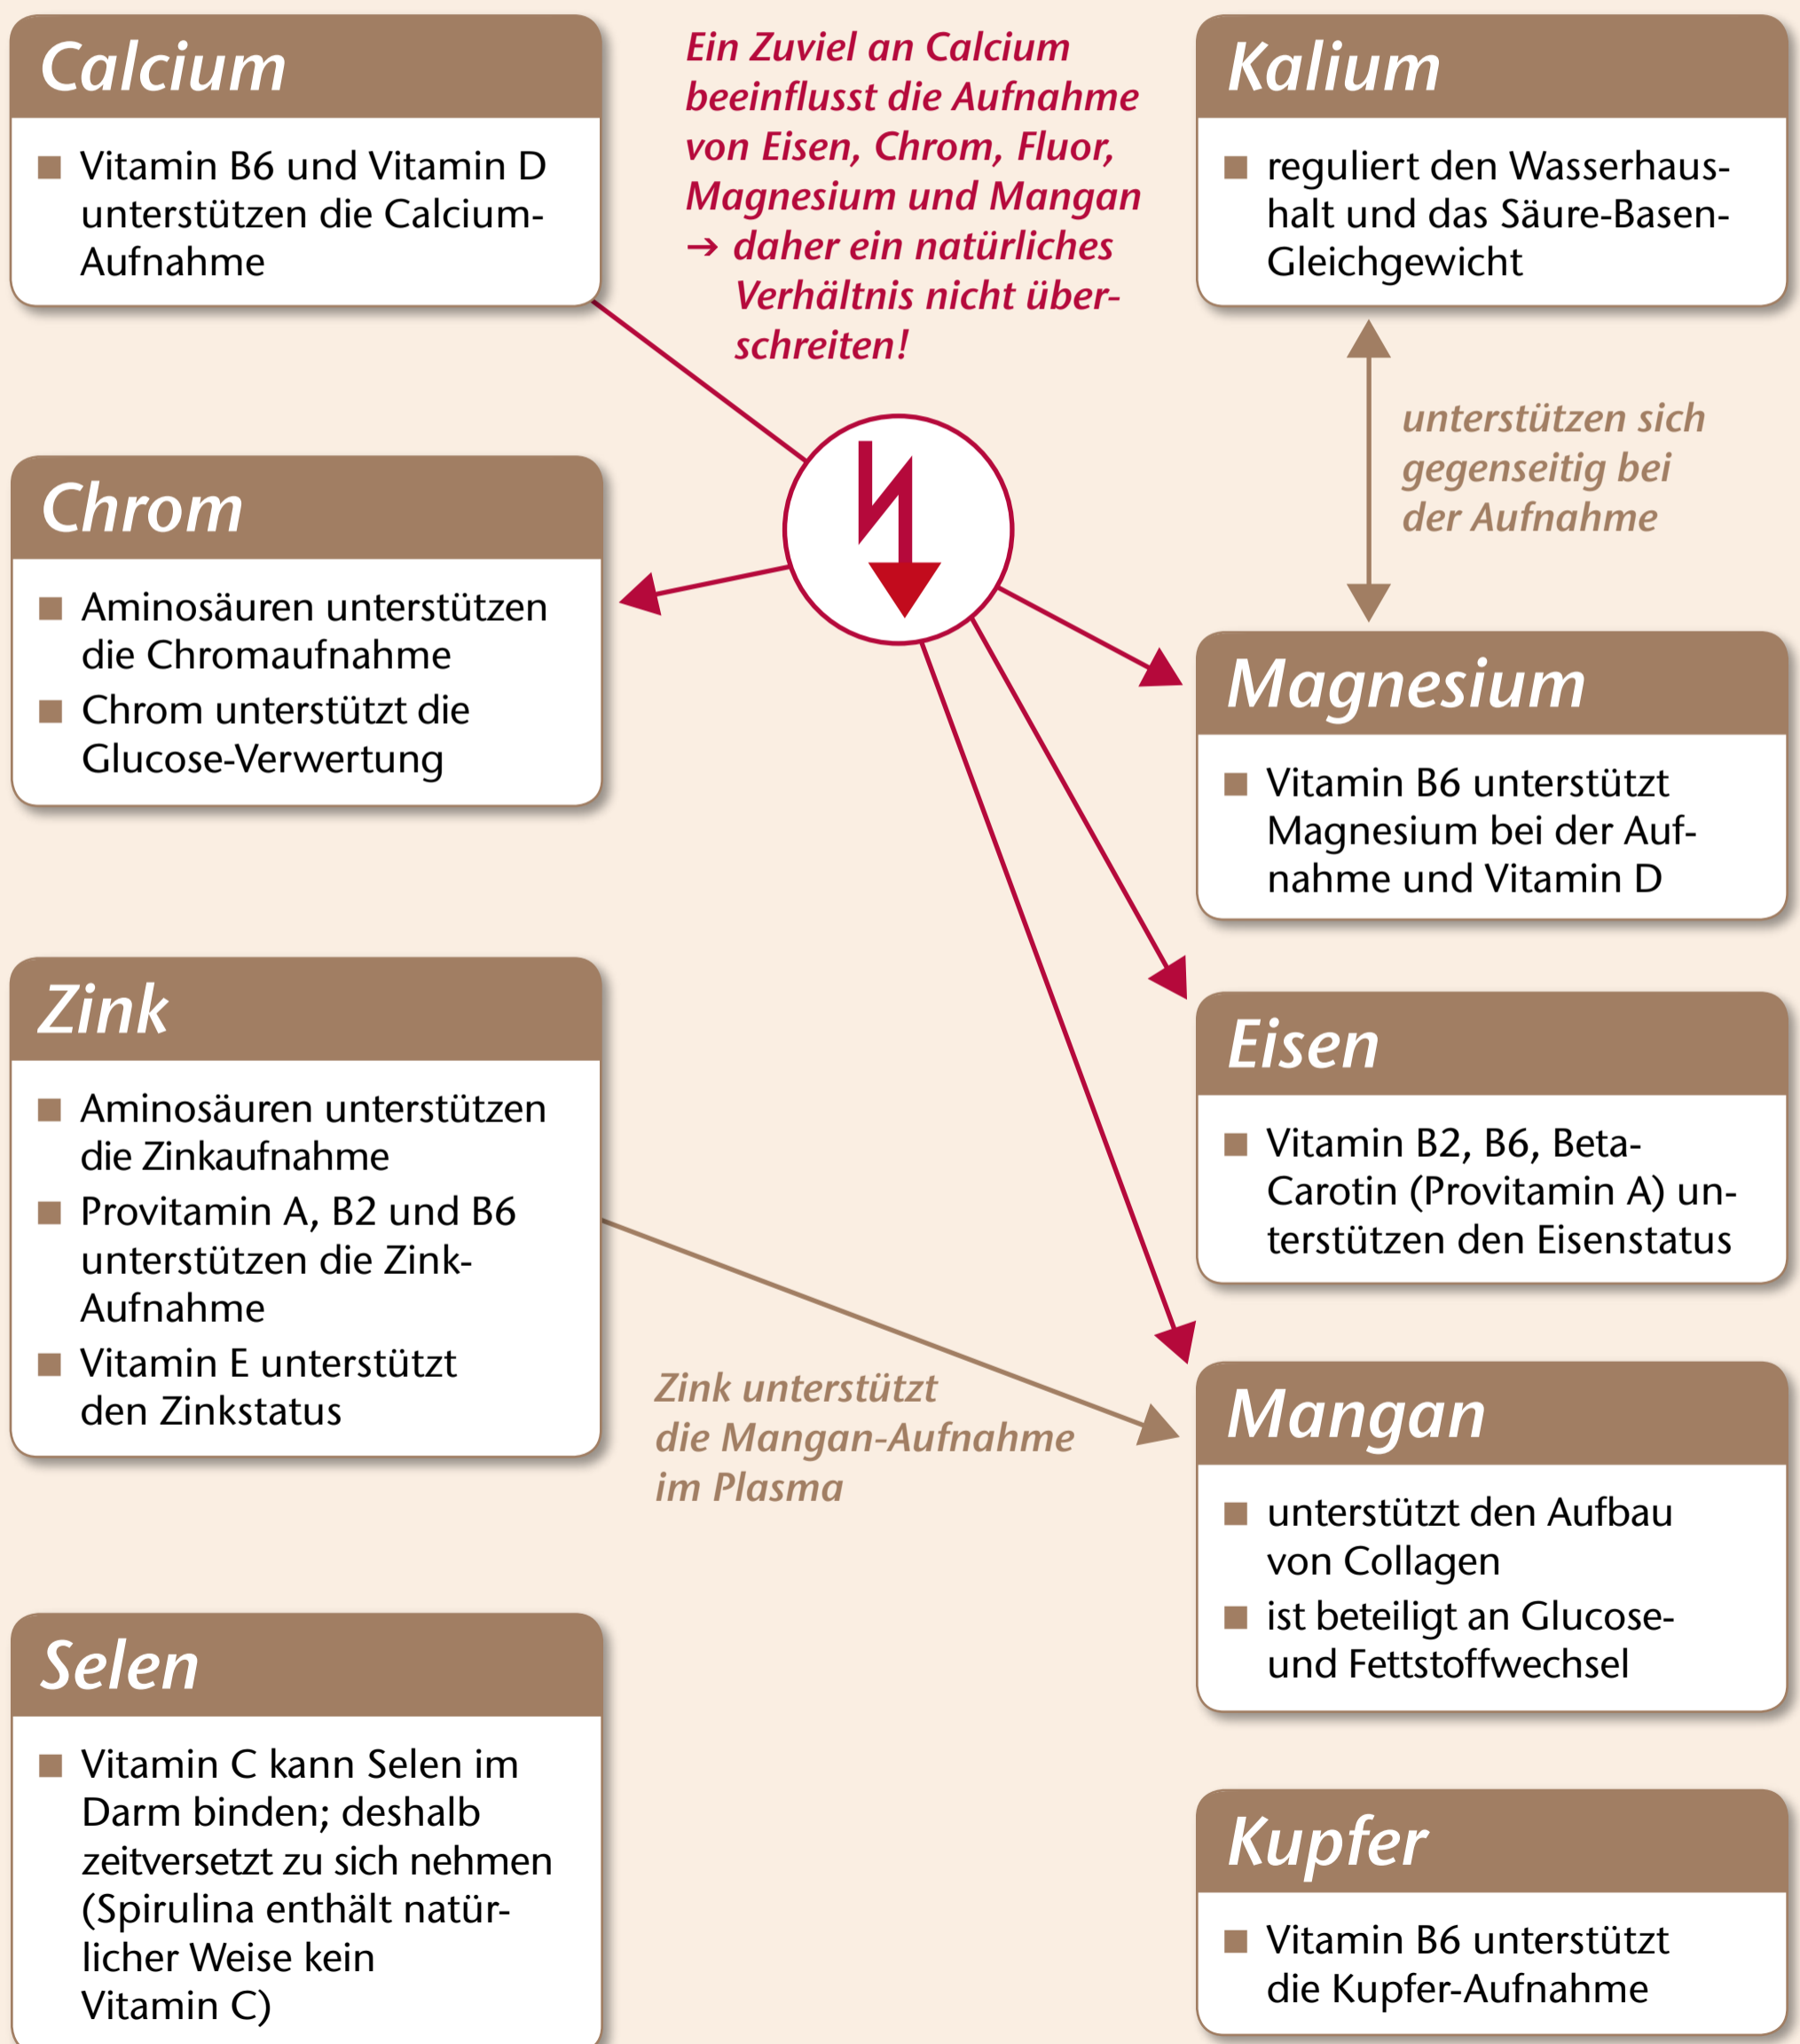 Calcium
■ Vitamin B6 und Vitamin D
unterstützen die Calcium-
Aufnahme
Ein Zuviel an Calcium
beeinflusst die Aufnahme
von Eisen, Chrom, Fluor,
Magnesium und Mangan
➔ daher ein natürliches
Verhältnis nicht über-
schreiten!
Kalium
■ reguliert den Wasserhaus-
halt und das Säure-Basen-
Gleichgewicht
unterstützen sich
gegenseitig bei
der Aufnahme
Chrom
■ Aminosäuren unterstützen
die Chromaufnahme
■ Chrom unterstützt die
Glucose-Verwertung
Magnesium
■ Vitamin B6 unterstützt
Magnesium bei der Auf-
nahme und Vitamin D
Zink
■ Aminosäuren unterstützen
die Zinkaufnahme
■ Provitamin A, B2 und B6
unterstützen die Zink-
Aufnahme
■ Vitamin E unterstützt
den Zinkstatus
Eisen
■ Vitamin B2, B6, Beta-
Carotin (Provitamin A) un-
terstützen den Eisenstatus
Zink unterstützt
die Mangan-Aufnahme
im Plasma
Mangan
■ unterstützt den Aufbau
von Collagen
■ ist beteiligt an Glucose-
und Fettstoffwechsel
Selen
■ Vitamin C kann Selen im
Darm binden; deshalb
zeitversetzt zu sich nehmen
(Spirulina enthält natür-
licher Weise kein
Vitamin C)
Kupfer
■ Vitamin B6 unterstützt
die Kupfer-Aufnahme